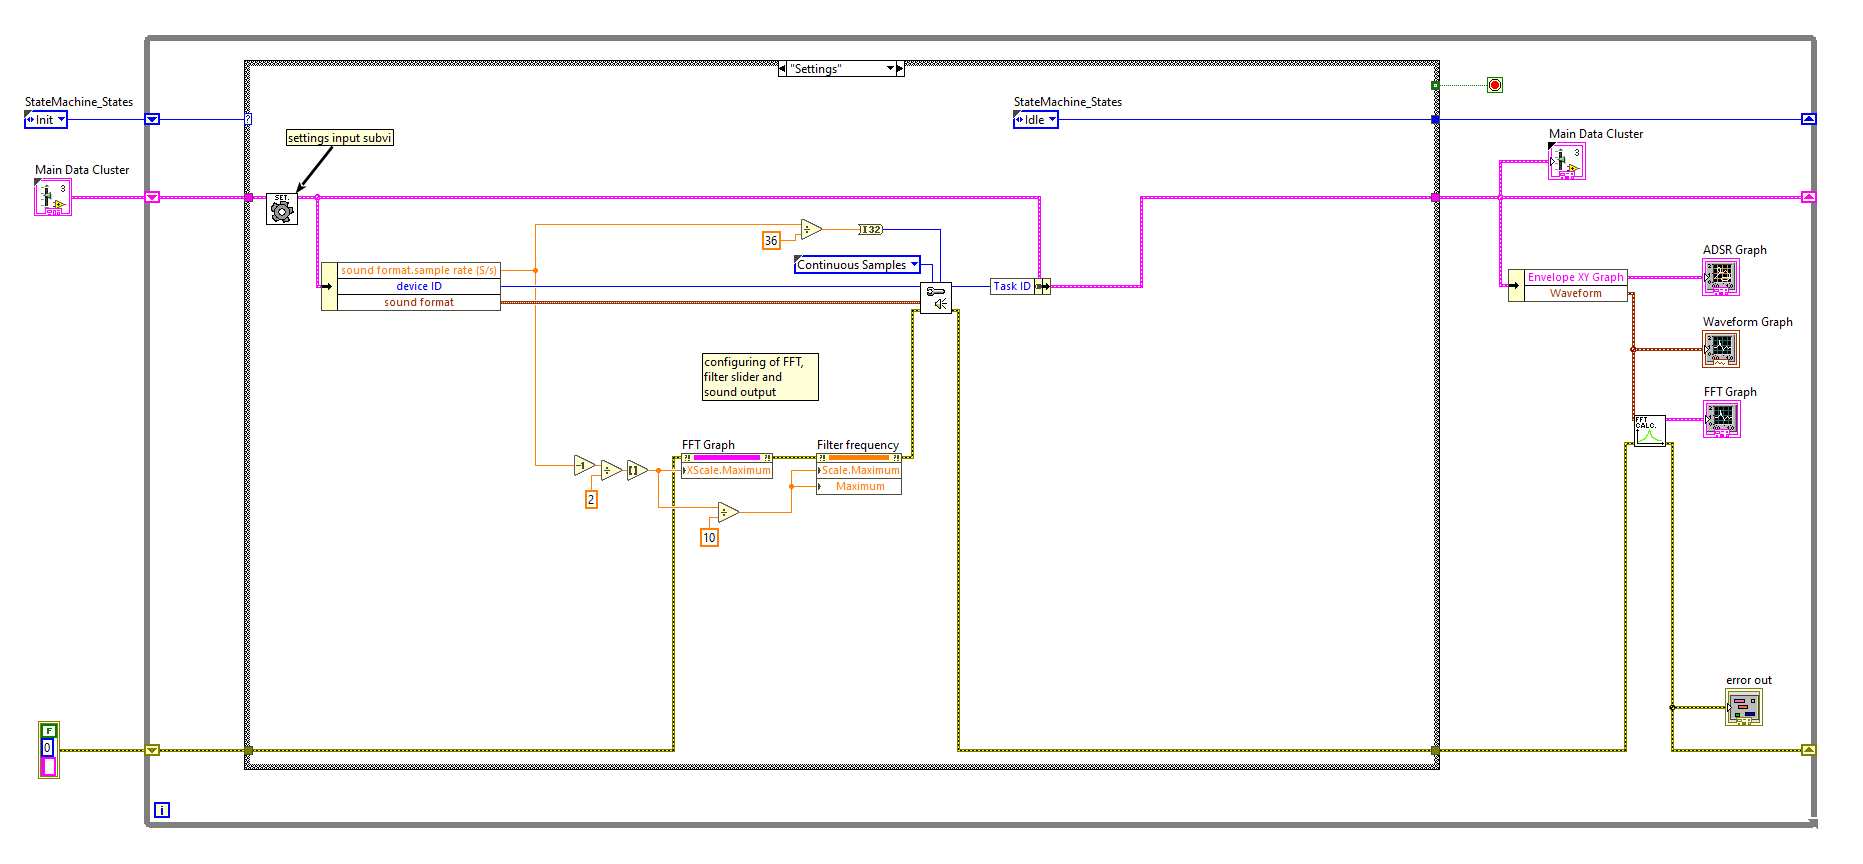 "Settings"
StateMachine_States
Init
StateMachine_States
Idle
settings input subvi
Main Data Cluster
3
Main Data Cluster
3
SET.
36
I32
Continuous Samples
sound format.sample rate (S/s)
device ID
sound format
Task ID
ADSR Graph
Envelope XY Graph
Waveform
Waveform Graph
configuring of FFT,
filter slider and
sound output
FFT Graph
FFT
CALC.
FFT Graph
XScale.Maximum
Filter frequency
Scale.Maximum
Maximum
-1
2
10
error out
F
0
i